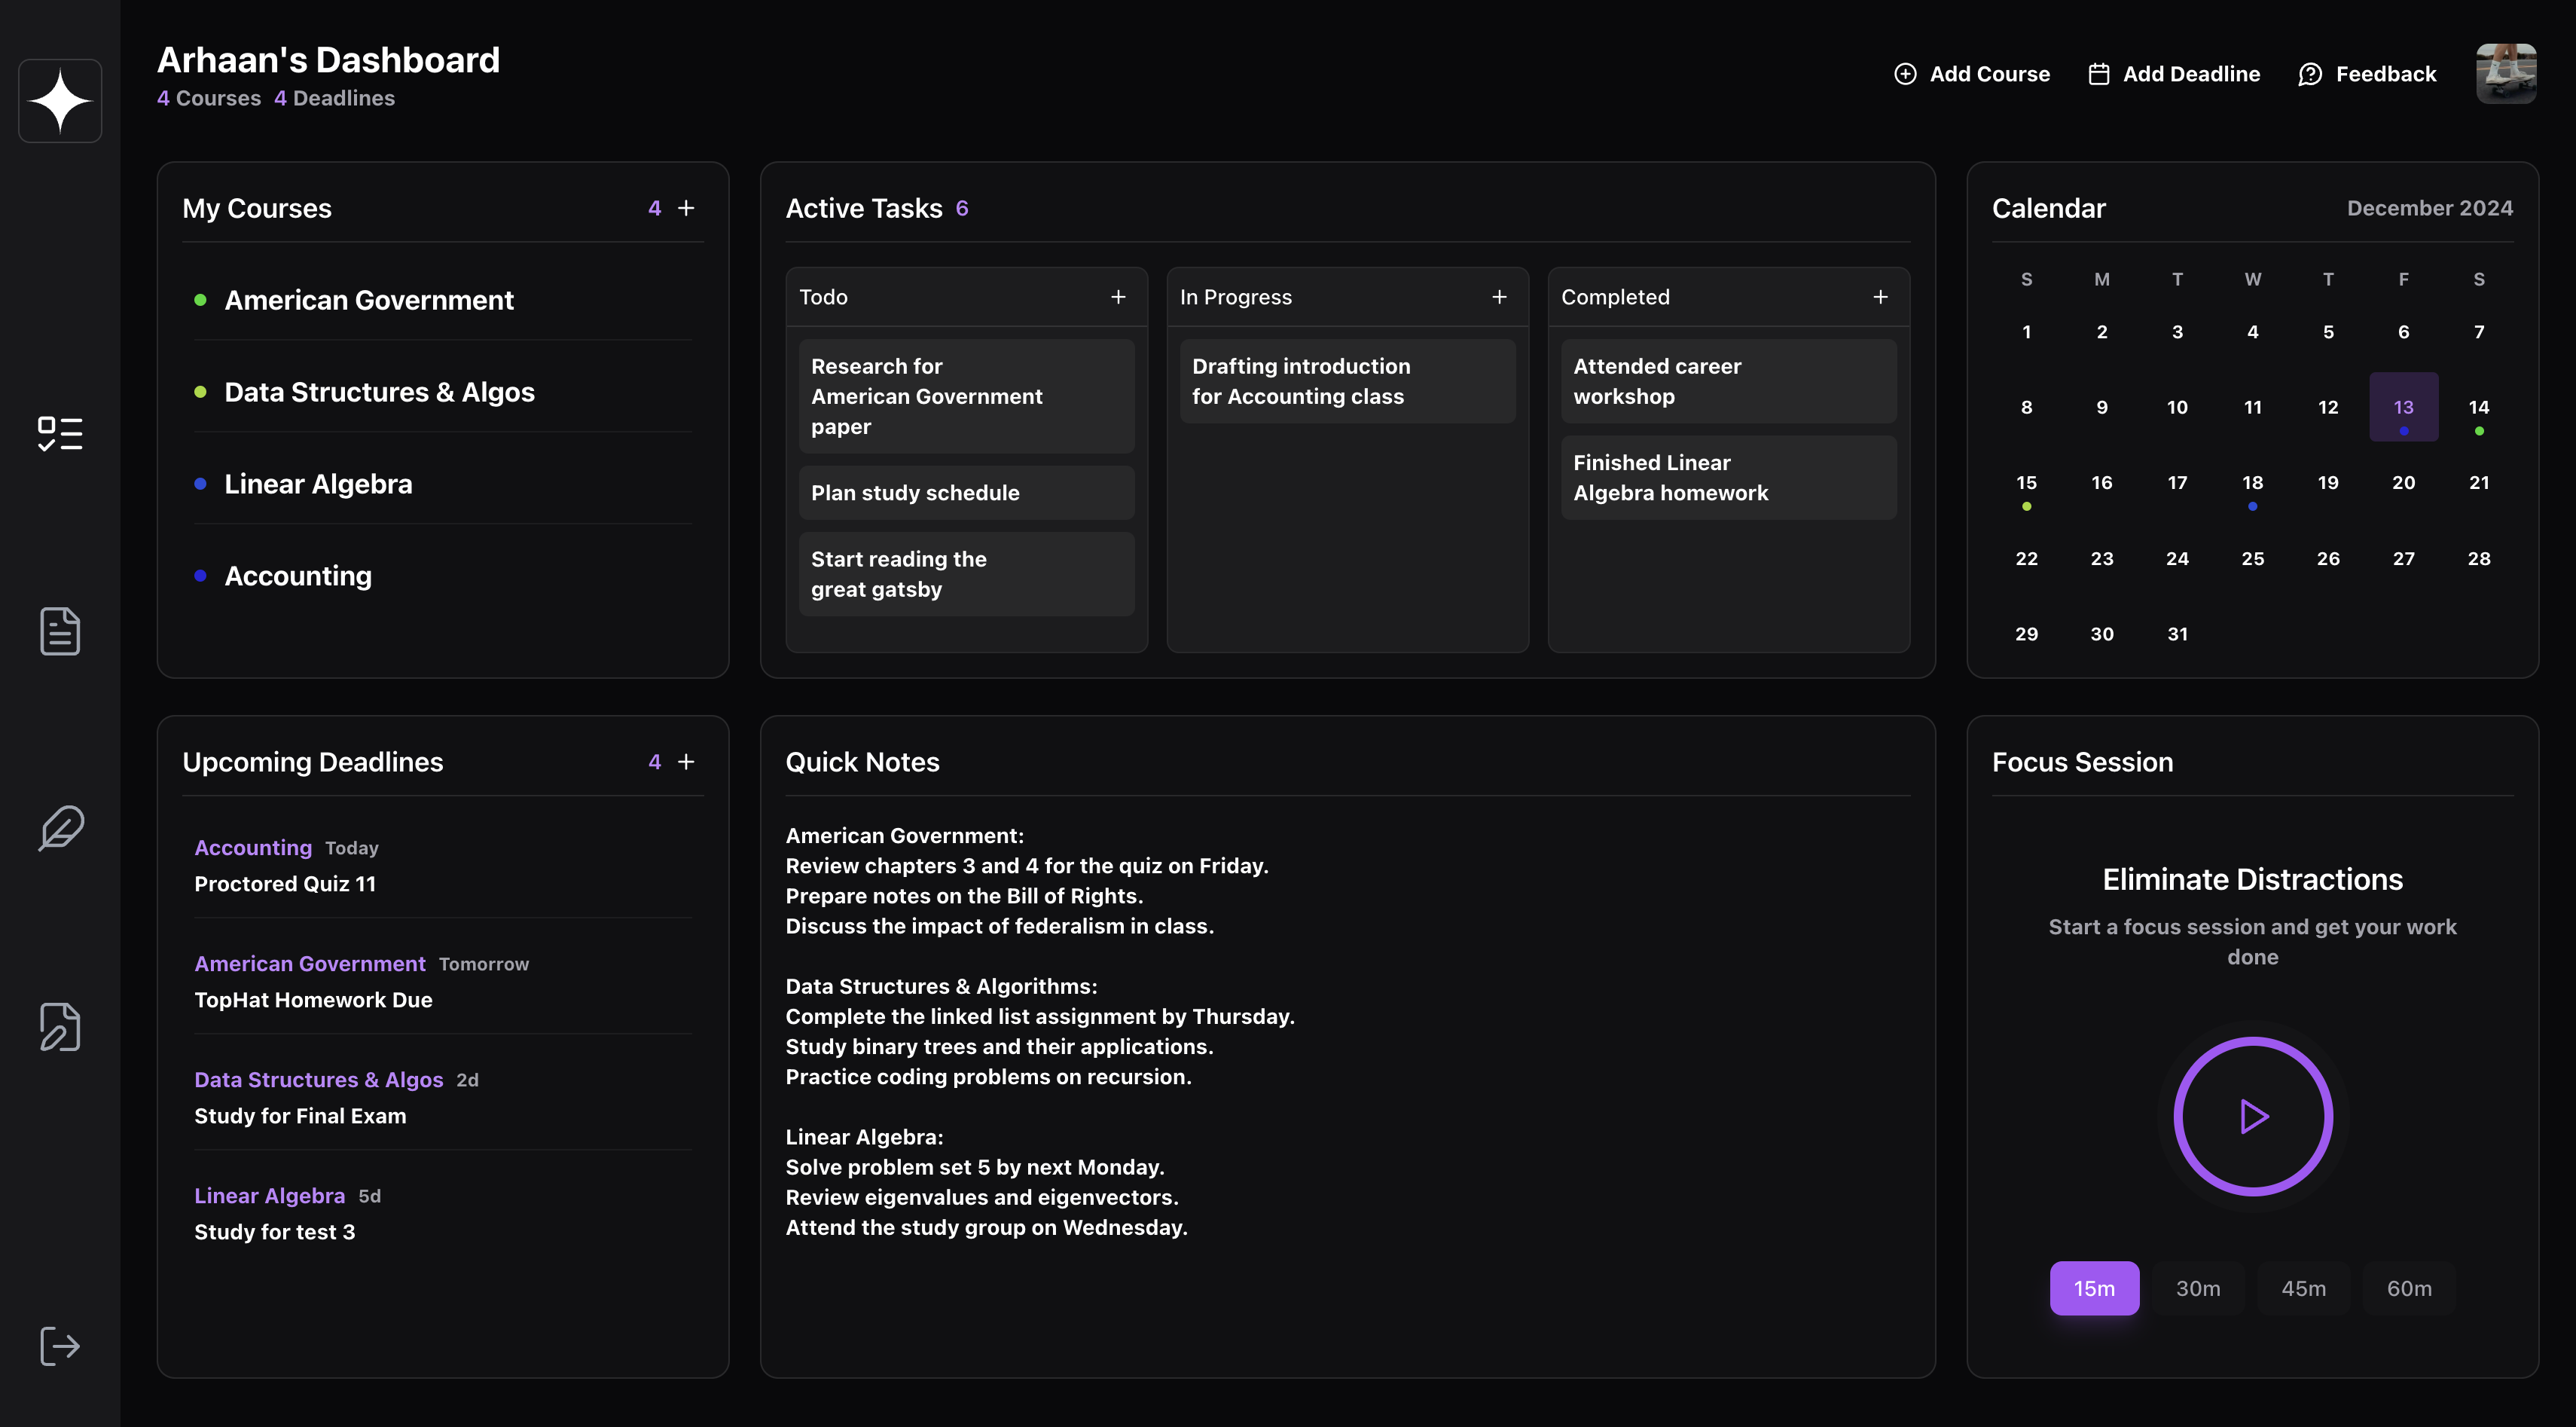 Arhaan's Dashboard
4 Courses 4 Deadlines
Add Course
Add Deadline
Feedback
My Courses 4
American Government
Data Structures & Algos
Linear Algebra
Accounting
Active Tasks 6
Todo
Research for
American Government
paper
Plan study schedule
Start reading the
great gatsby
In Progress
Drafting introduction
for Accounting class
Completed
Attended career
workshop
Finished Linear
Algebra homework
Calendar December 2024
S M T W T F S
1 2 3 4 5 6 7
8 9 10 11 12 13 14
15 16 17 18 19 20 21
22 23 24 25 26 27 28
29 30 31
Upcoming Deadlines 4
Accounting Today
Proctored Quiz 11
American Government Tomorrow
TopHat Homework Due
Data Structures & Algos 2d
Study for Final Exam
Linear Algebra 5d
Study for test 3
Quick Notes
American Government:
Review chapters 3 and 4 for the quiz on Friday.
Prepare notes on the Bill of Rights.
Discuss the impact of federalism in class.
Data Structures & Algorithms:
Complete the linked list assignment by Thursday.
Study binary trees and their applications.
Practice coding problems on recursion.
Linear Algebra:
Solve problem set 5 by next Monday.
Review eigenvalues and eigenvectors.
Attend the study group on Wednesday.
Focus Session
Eliminate Distractions
Start a focus session and get your work
done
15m 30m 45m 60m